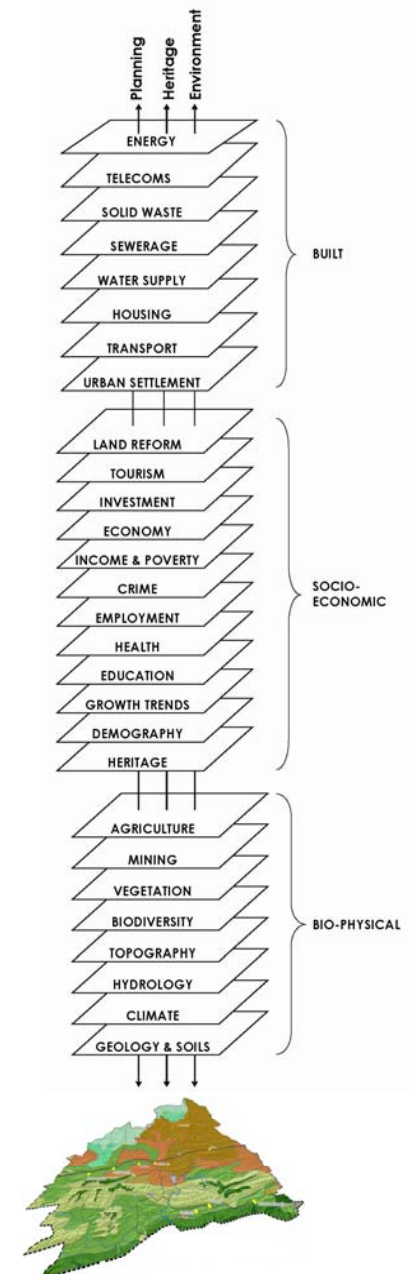 Planning
Heritage
Environment
ENERGY
TELECOMS
SOLID WASTE
SEWERAGE
WATER SUPPLY
HOUSING
TRANSPORT
URBAN SETTLEMENT
BUILT
LAND REFORM
TOURISM
INVESTMENT
ECONOMY
INCOME & POVERTY
CRIME
EMPLOYMENT
HEALTH
EDUCATION
GROWTH TRENDS
DEMOGRAPHY
HERITAGE
SOCIO-
ECONOMIC
AGRICULTURE
MINING
VEGETATION
BIODIVERSITY
TOPOGRAPHY
HYDROLOGY
CLIMATE
GEOLOGY & SOILS
BIO-PHYSICAL